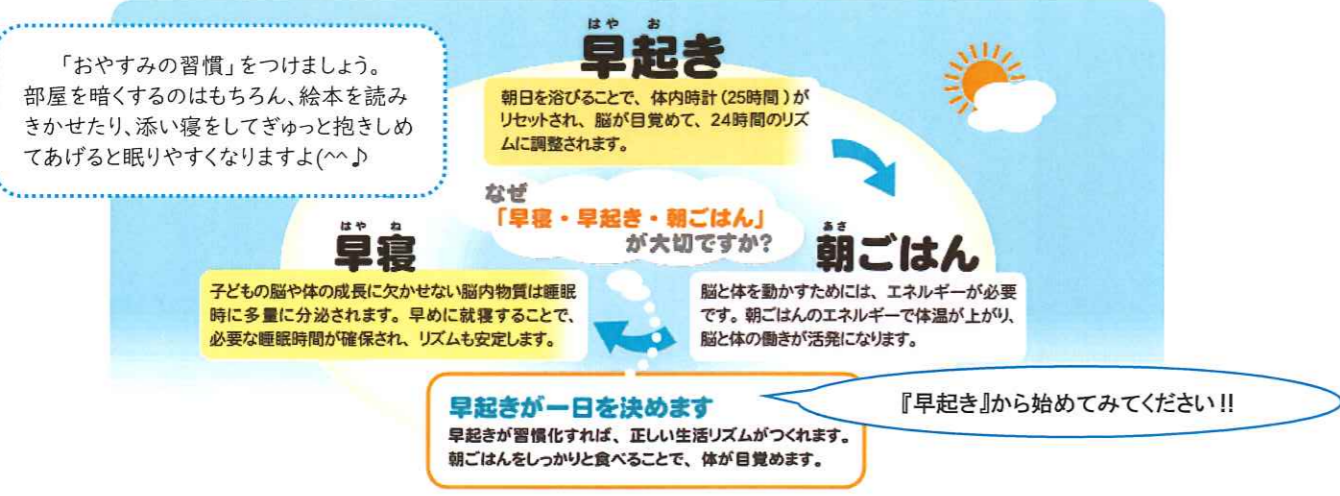 「おやすみの習慣」をつけましょう。
部屋を暗くするのはもちろん、絵本を読み
きかせたり、添い寝をしてぎゅっと抱きしめ
てあげると眠りやすくなりますよ(^^♪
はやお
早起き
朝日を浴びることで、体内時計(25時間)が
リセットされ、脳が目覚めて、24時間のリズ
ムに調整されます。
なぜ
「早寝・早起き・朝ごはん」
が大切ですか?
はやね
早寝
子どもの脳や体の成長に欠かせない脳内物質は睡眠
時に多量に分泌されます。早めに就寝することで、
必要な睡眠時間が確保され、リズムも安定します。
あさ
朝ごはん
脳と体を動かすためには、エネルギーが必要
です。朝ごはんのエネルギーで体温が上がり、
脳と体の働きが活発になります。
早起きが一日を決めます
早起きが習慣化すれば、正しい生活リズムがつくれます。
朝ごはんをしっかりと食べることで、体が目覚めます。
『早起き』から始めてみてください!!